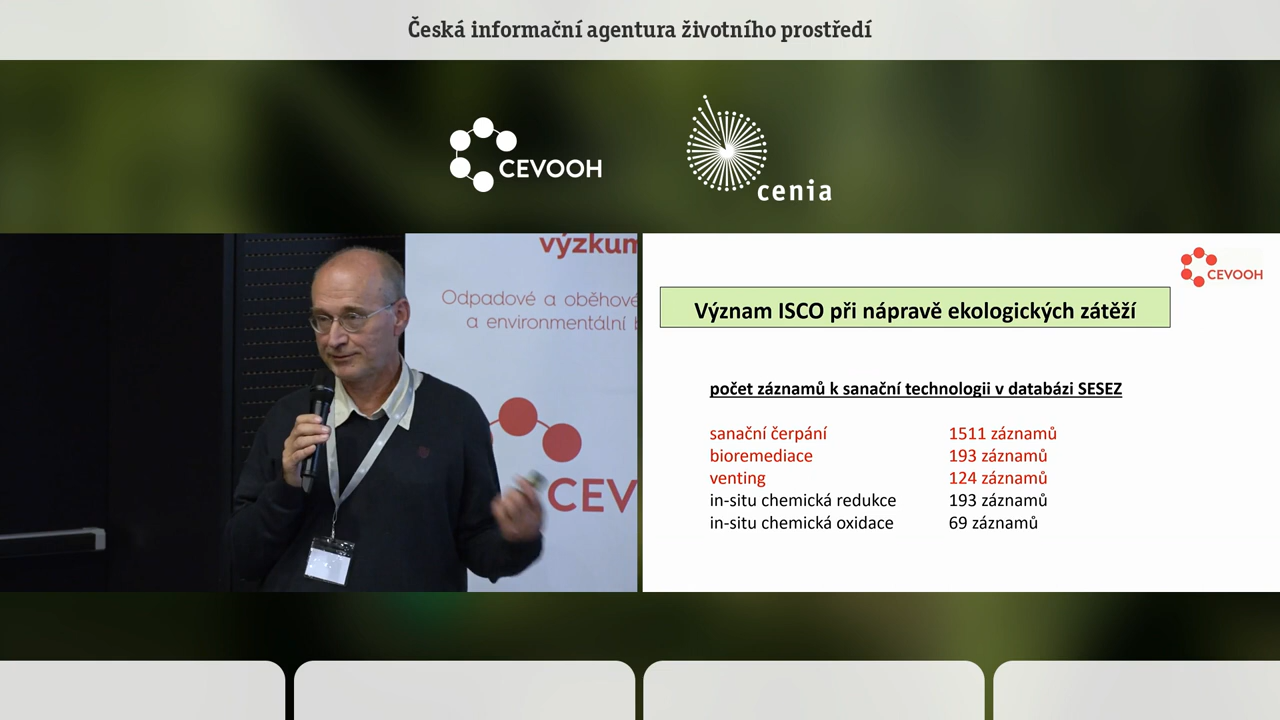 Česká informační agentura životního prostředí
CEVOOH
cenia
výzkum
Odpadové a oběhové
a environmentální
CEV
CEVOOH
Význam ISCO při nápravě ekologických zátěží
počet záznamů k sanační technologii v databázi SESEZ
sanační čerpání 1511 záznamů
bioremediace 193 záznamů
venting 124 záznamů
in-situ chemická redukce 193 záznamů
in-situ chemická oxidace 69 záznamů